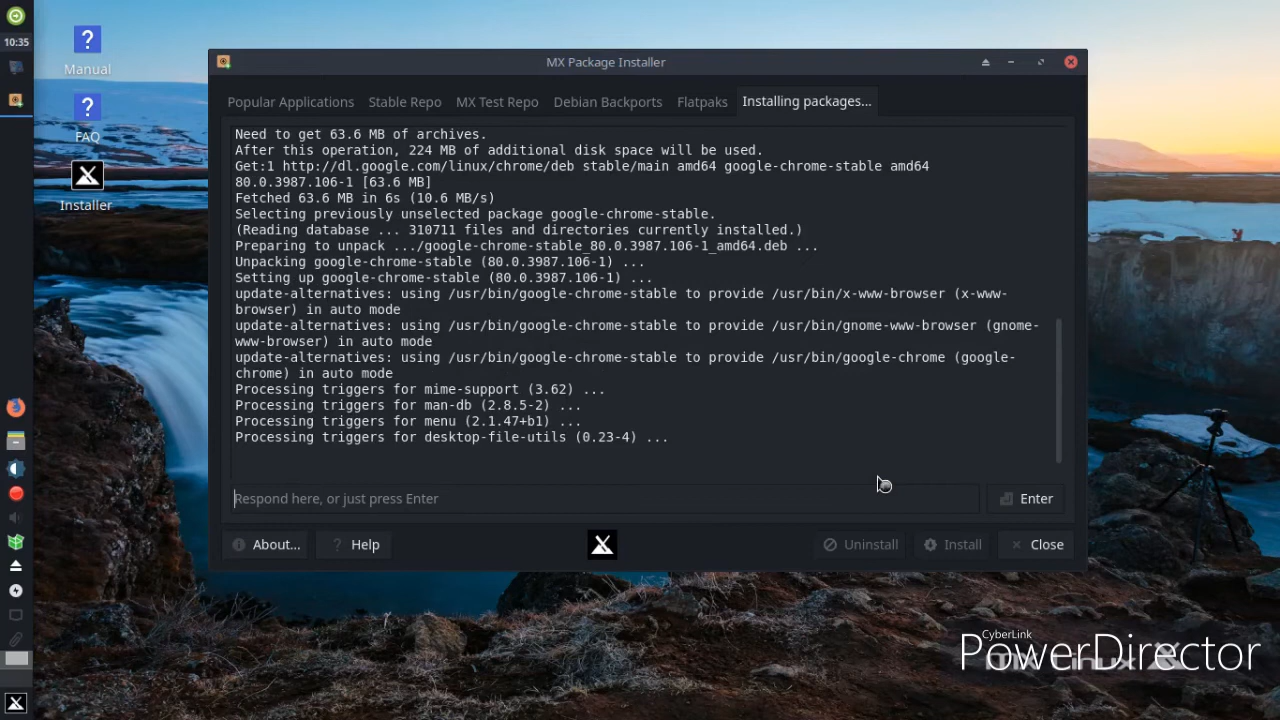 10:35
Manual
FAQ
Installer
MX Package Installer
Popular Applications
Stable Repo
MX Test Repo
Debian Backports
Flatpaks
Installing packages...
Need to get 63.6 MB of archives.
After this operation, 224 MB of additional disk space will be used.
Get:1 http://dl.google.com/linux/chrome/deb stable/main amd64 google-chrome-stable amd64
80.0.3987.106-1 [63.6 MB]
Fetched 63.6 MB in 6s (10.6 MB/s)
Selecting previously unselected package google-chrome-stable.
(Reading database ... 310711 files and directories currently installed.)
Preparing to unpack .../google-chrome-stable_80.0.3987.106-1_amd64.deb ...
Unpacking google-chrome-stable (80.0.3987.106-1) ...
Setting up google-chrome-stable (80.0.3987.106-1) ...
update-alternatives: using /usr/bin/google-chrome-stable to provide /usr/bin/x-www-browser (x-www-
browser) in auto mode
update-alternatives: using /usr/bin/google-chrome-stable to provide /usr/bin/gnome-www-browser (gnome-
www-browser) in auto mode
update-alternatives: using /usr/bin/google-chrome-stable to provide /usr/bin/google-chrome (google-
chrome) in auto mode
Processing triggers for mime-support (3.62) ...
Processing triggers for man-db (2.8.5-2) ...
Processing triggers for menu (2.1.47+b1) ...
Processing triggers for desktop-file-utils (0.23-4) ...
Respond here, or just press Enter
Enter
About...
Help
Uninstall
Install
Close
CyberLink
PowerDirector